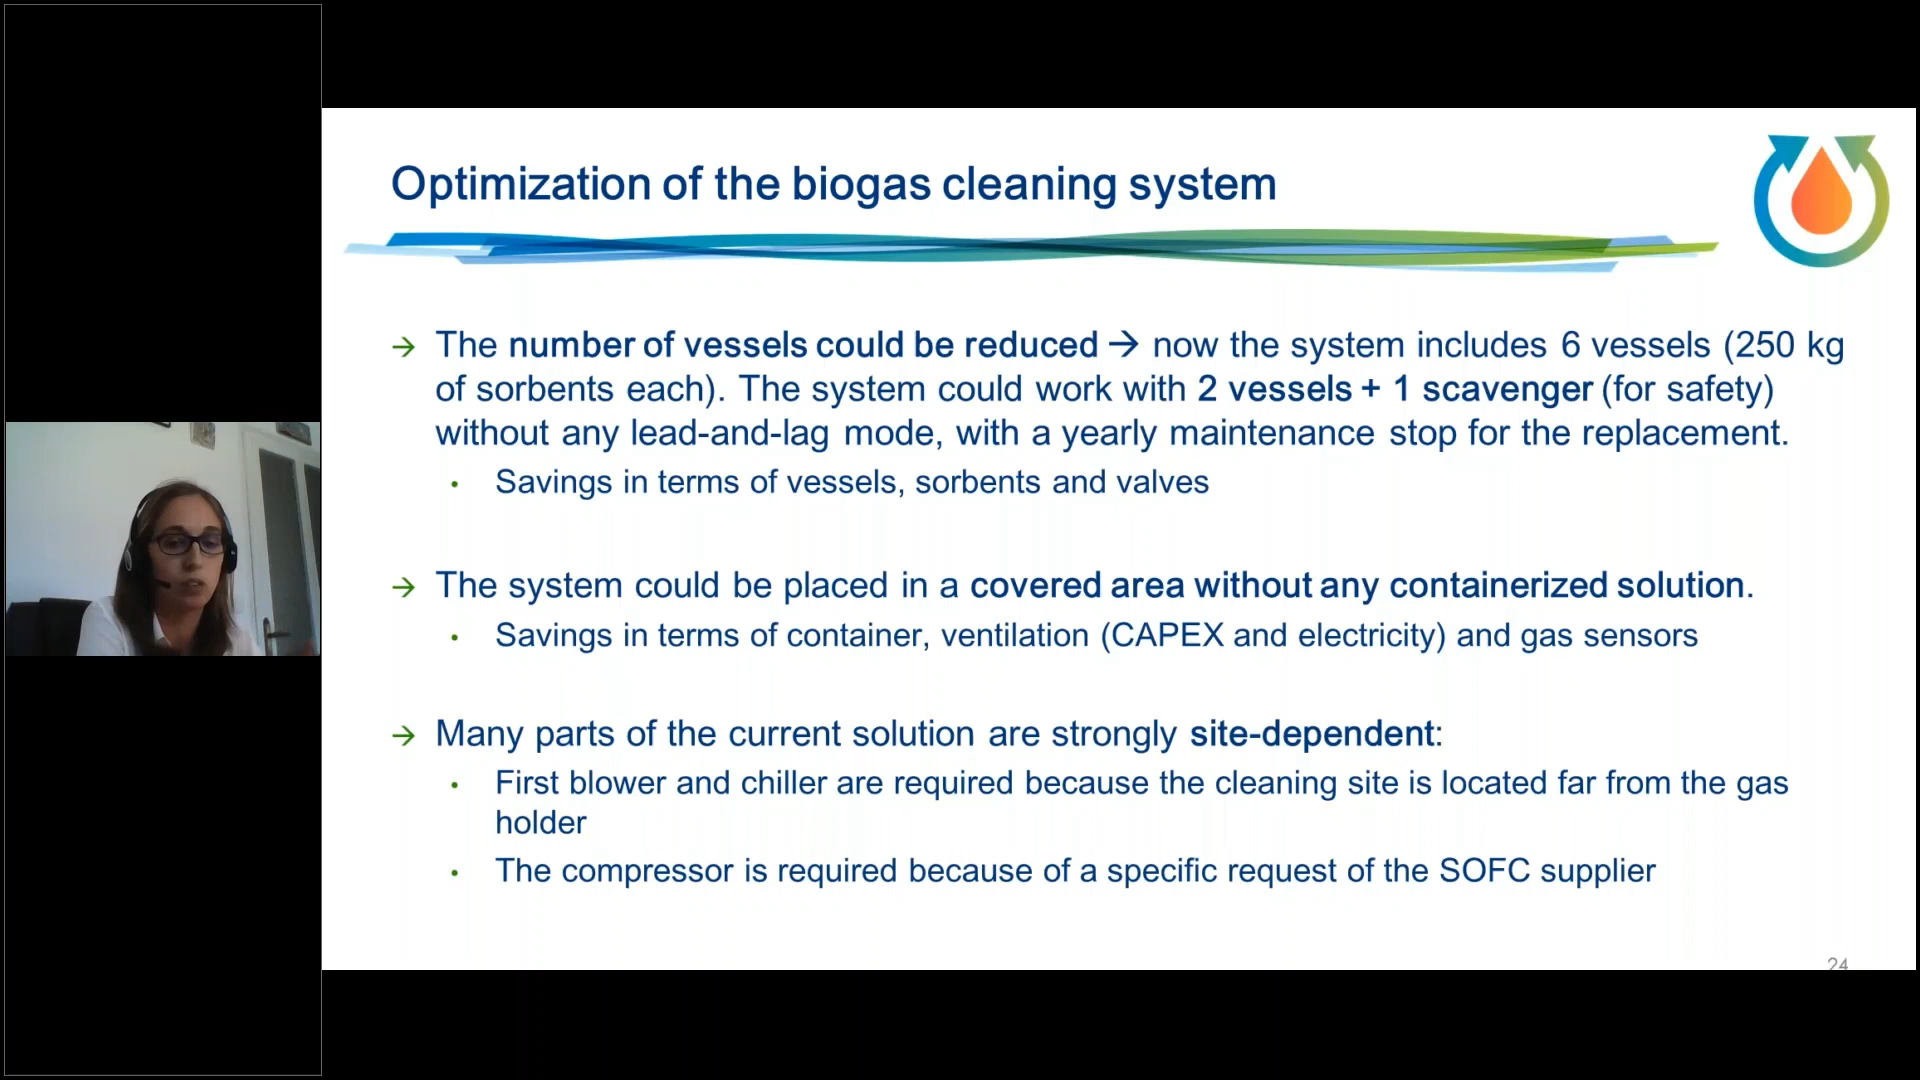 Optimization of the biogas cleaning system
→ The number of vessels could be reduced → now the system includes 6 vessels (250 kg
of sorbents each). The system could work with 2 vessels + 1 scavenger (for safety)
without any lead-and-lag mode, with a yearly maintenance stop for the replacement.
• Savings in terms of vessels, sorbents and valves
→ The system could be placed in a covered area without any containerized solution.
• Savings in terms of container, ventilation (CAPEX and electricity) and gas sensors
→ Many parts of the current solution are strongly site-dependent:
• First blower and chiller are required because the cleaning site is located far from the gas
holder
• The compressor is required because of a specific request of the SOFC supplier
24